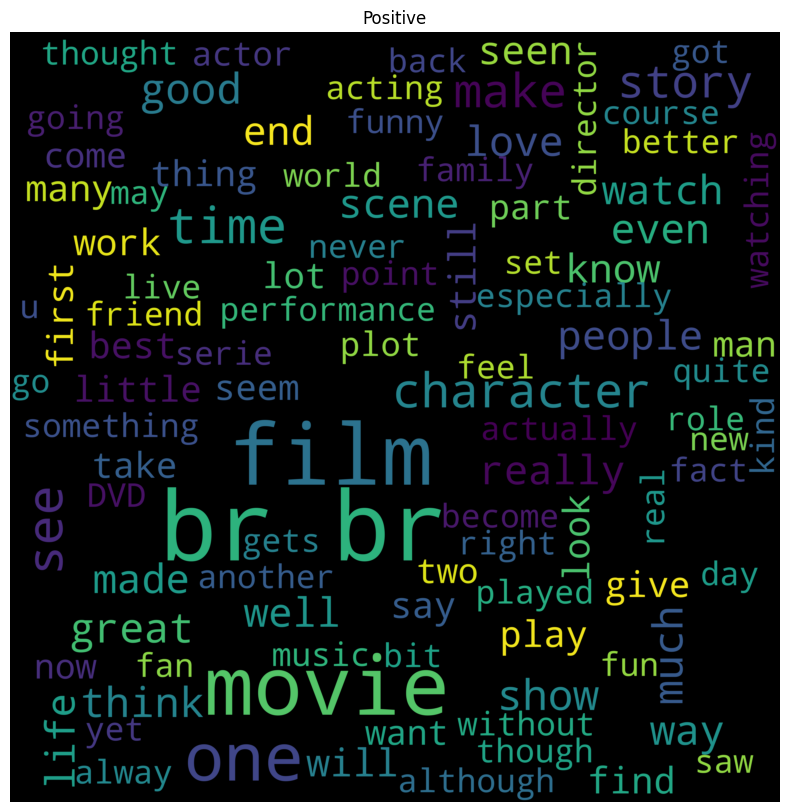 Positive
thought actor back seen got
good acting make director story
going funny course
end love better
come thing world family watching
many may scene part watch
time even
work never still set know
first live lot point especially
u friend performance
best serie plot people man
go little seem feel quite
character
something actually role new kind
film
take really fact
see DVD real
br br become look
gets right
made another two played give day
well say
great play much
now fan music bit fun
movie
life think show
yet want without way
one will though saw
alway although find